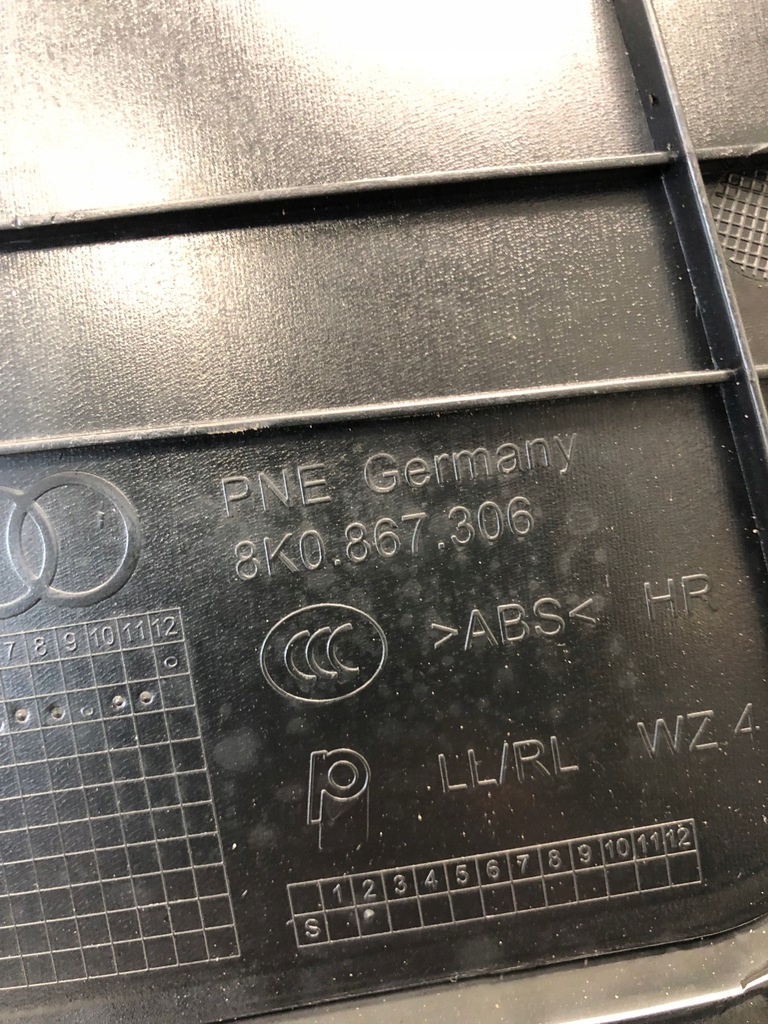 PNE Germany
8K0.867.306
CCC >ABS< HR
7 8 9 10 11 12
P LL/RL WZ 4
1 2 3 4 5 6 7 8 9 10 11 12
S